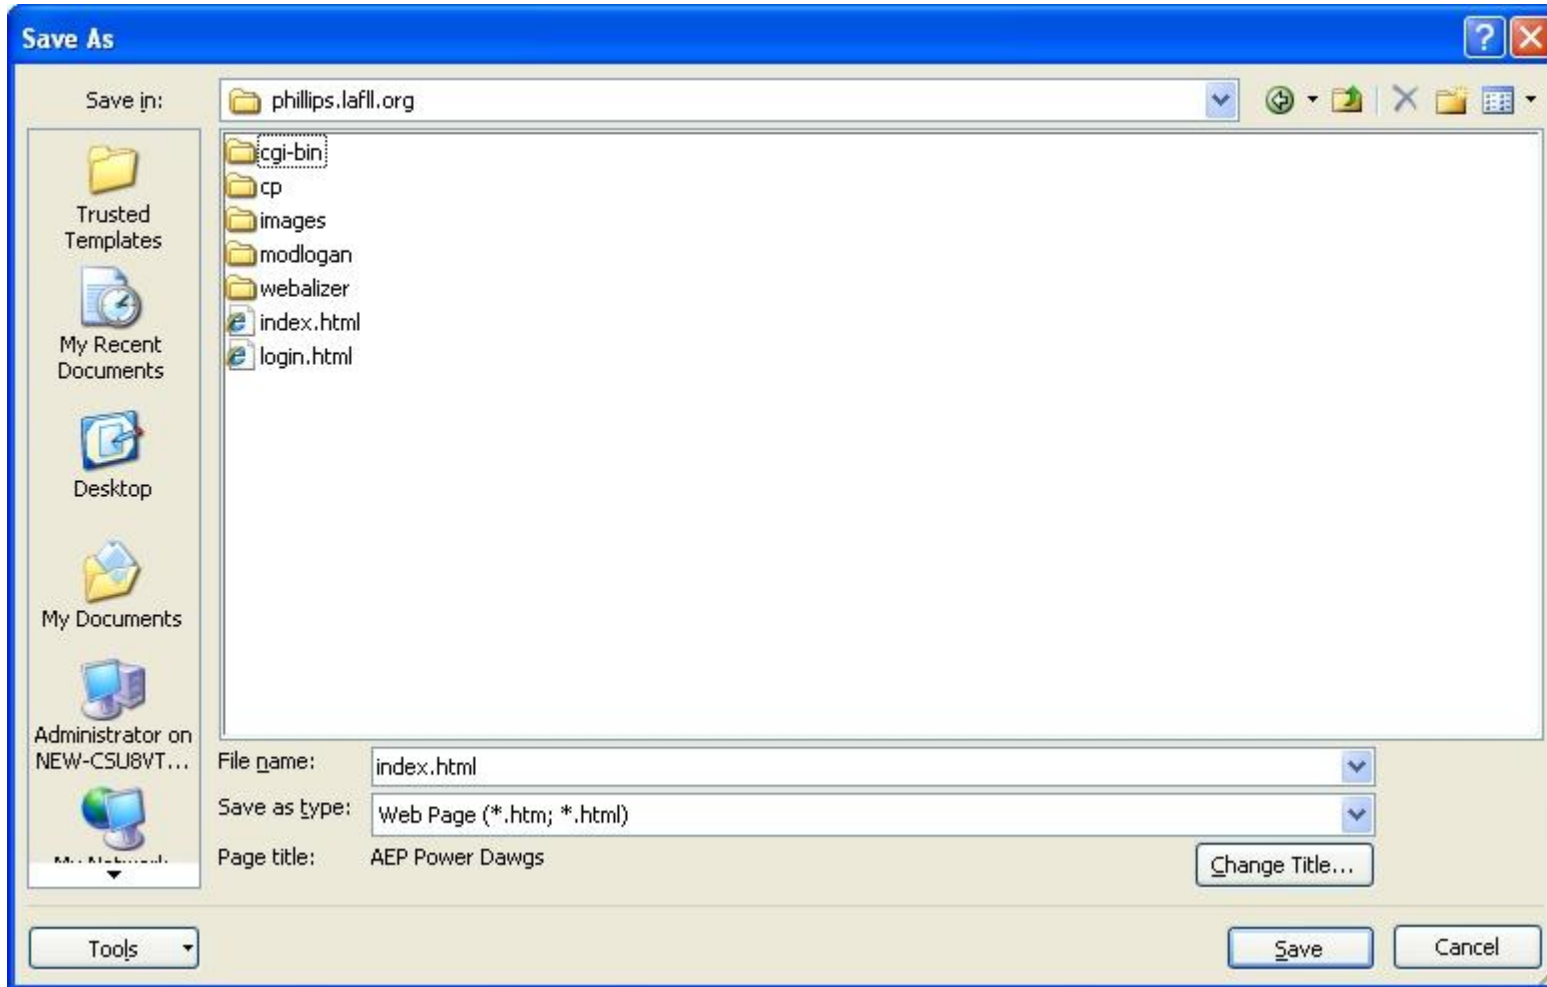 Save As
?
Save in:
phillips.lafll.org
Trusted
Templates
My Recent
Documents
Desktop
My Documents
Administrator on
NEW-CSU8VT...
cgi-bin
cp
images
modlogan
webalizer
index.html
login.html
File name:
index.html
Save as type:
Web Page (*.htm; *.html)
Page title:
AEP Power Dawgs
Change Title...
Tools
Save
Cancel